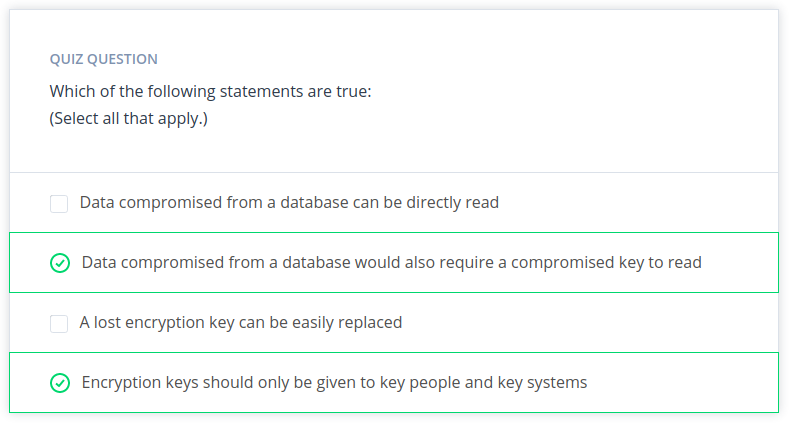 QUIZ QUESTION
Which of the following statements are true:
(Select all that apply.)
Data compromised from a database can be directly read
Data compromised from a database would also require a compromised key to read
A lost encryption key can be easily replaced
Encryption keys should only be given to key people and key systems